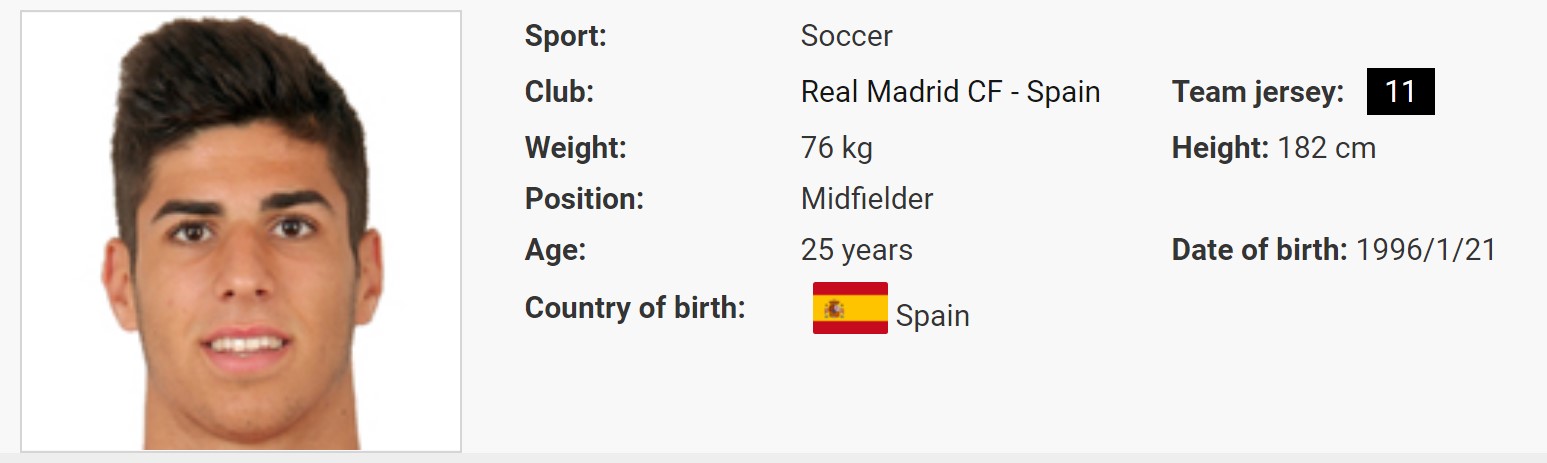 Sport: Soccer
Club: Real Madrid CF - Spain Team jersey: 11
Weight: 76 kg Height: 182 cm
Position: Midfielder
Age: 25 years Date of birth: 1996/1/21
Country of birth: Spain